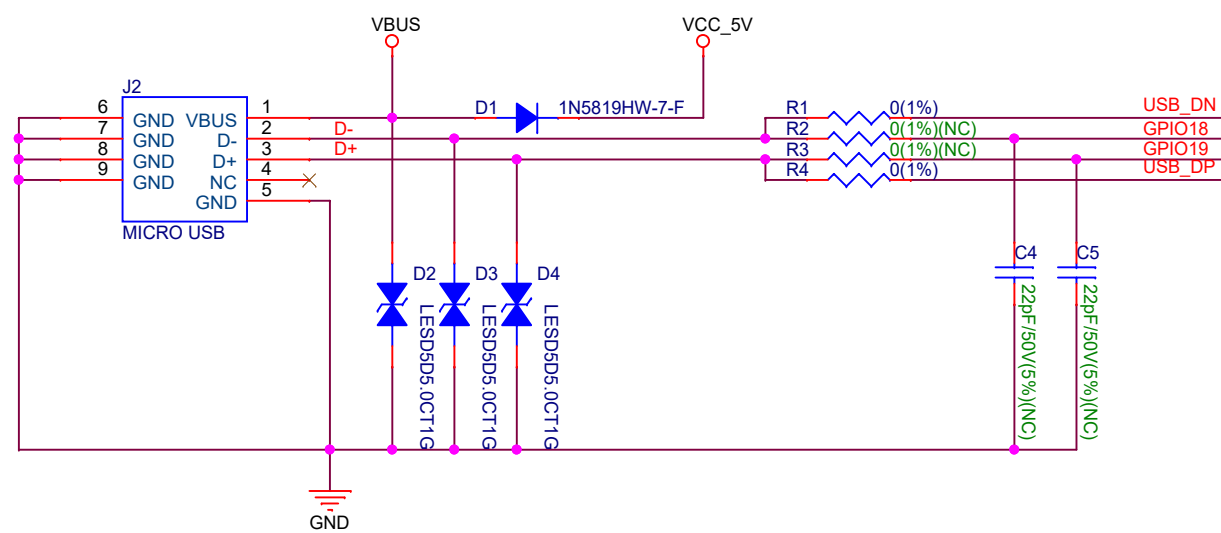 VBUS
VCC_5V
J2
6
7
8
9
GND
GND
GND
GND
VBUS
D-
D+
NC
GND
1
2
3
4
5
MICRO USB
D-
D+
D1
1N5819HW-7-F
R1
0(1%)
USB_DN
R2
0(1%)(NC)
GPIO18
R3
0(1%)(NC)
GPIO19
R4
0(1%)
USB_DP
D2
LESD5D5.0CT1G
D3
LESD5D5.0CT1G
D4
LESD5D5.0CT1G
C4
22pF/50V(5%)(NC)
C5
22pF/50V(5%)(NC)
GND